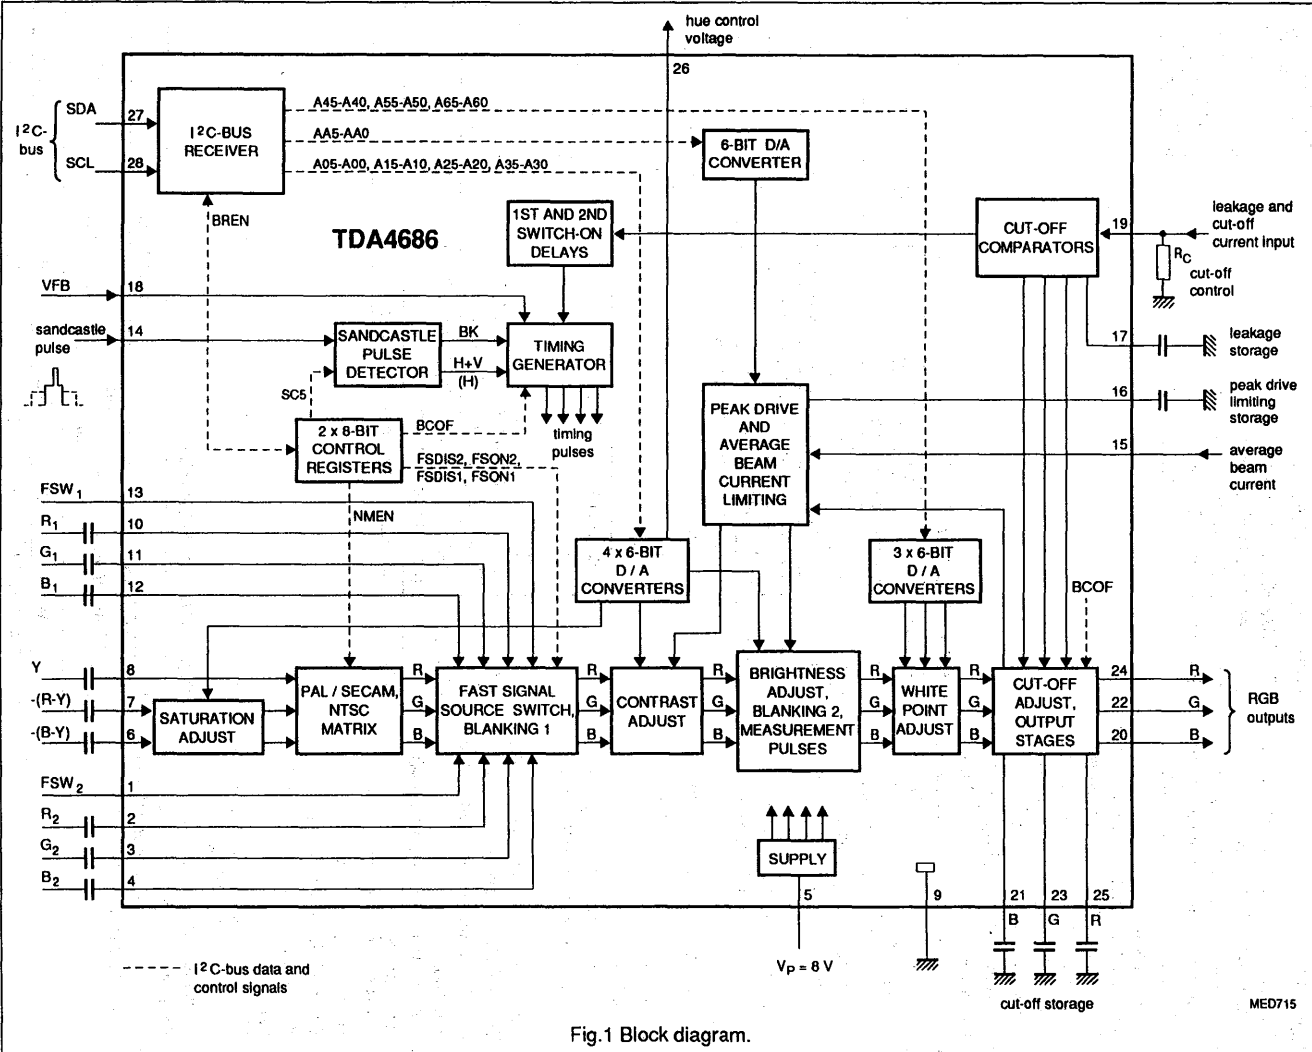 hue control
voltage
26
I²C-
bus
SDA
27
SCL
28
I²C-BUS
RECEIVER
A45-A40, A55-A50, A65-A60
AA5-AA0
A05-A00, A15-A10, A25-A20, A35-A30
6-BIT D/A
CONVERTER
BREN
TDA4686
1ST AND 2ND
SWITCH-ON
DELAYS
CUT-OFF
COMPARATORS
19
leakage and
cut-off
current input
RC
cut-off
control
VFB
18
sandcastle
pulse
14
SANDCASTLE
PULSE
DETECTOR
BK
H+V
(H)
TIMING
GENERATOR
17
leakage
storage
SC5
16
peak drive
limiting
storage
2 x 8-BIT
CONTROL
REGISTERS
BCOF
timing
pulses
PEAK DRIVE
AND
AVERAGE
BEAM
CURRENT
LIMITING
15
average
beam
current
FSDIS2, FSON2,
FSDIS1, FSON1
FSW1
13
NMEN
R1
10
G1
11
B1
12
4 x 6-BIT
D / A
CONVERTERS
3 x 6-BIT
D / A
CONVERTERS
BCOF
Y
8
-(R-Y)
7
-(B-Y)
6
SATURATION
ADJUST
PAL / SECAM,
NTSC
MATRIX
R
G
B
FAST SIGNAL
SOURCE SWITCH,
BLANKING 1
R
G
B
CONTRAST
ADJUST
R
G
B
BRIGHTNESS
ADJUST,
BLANKING 2,
MEASUREMENT
PULSES
R
G
B
WHITE
POINT
ADJUST
R
G
B
CUT-OFF
ADJUST,
OUTPUT
STAGES
24
R
22
G
20
B
RGB
outputs
FSW2
1
R2
2
G2
3
B2
4
SUPPLY
5
9
21
23
25
B
G
R
VP = 8 V
cut-off storage
I²C-bus data and
control signals
MED715
Fig.1 Block diagram.